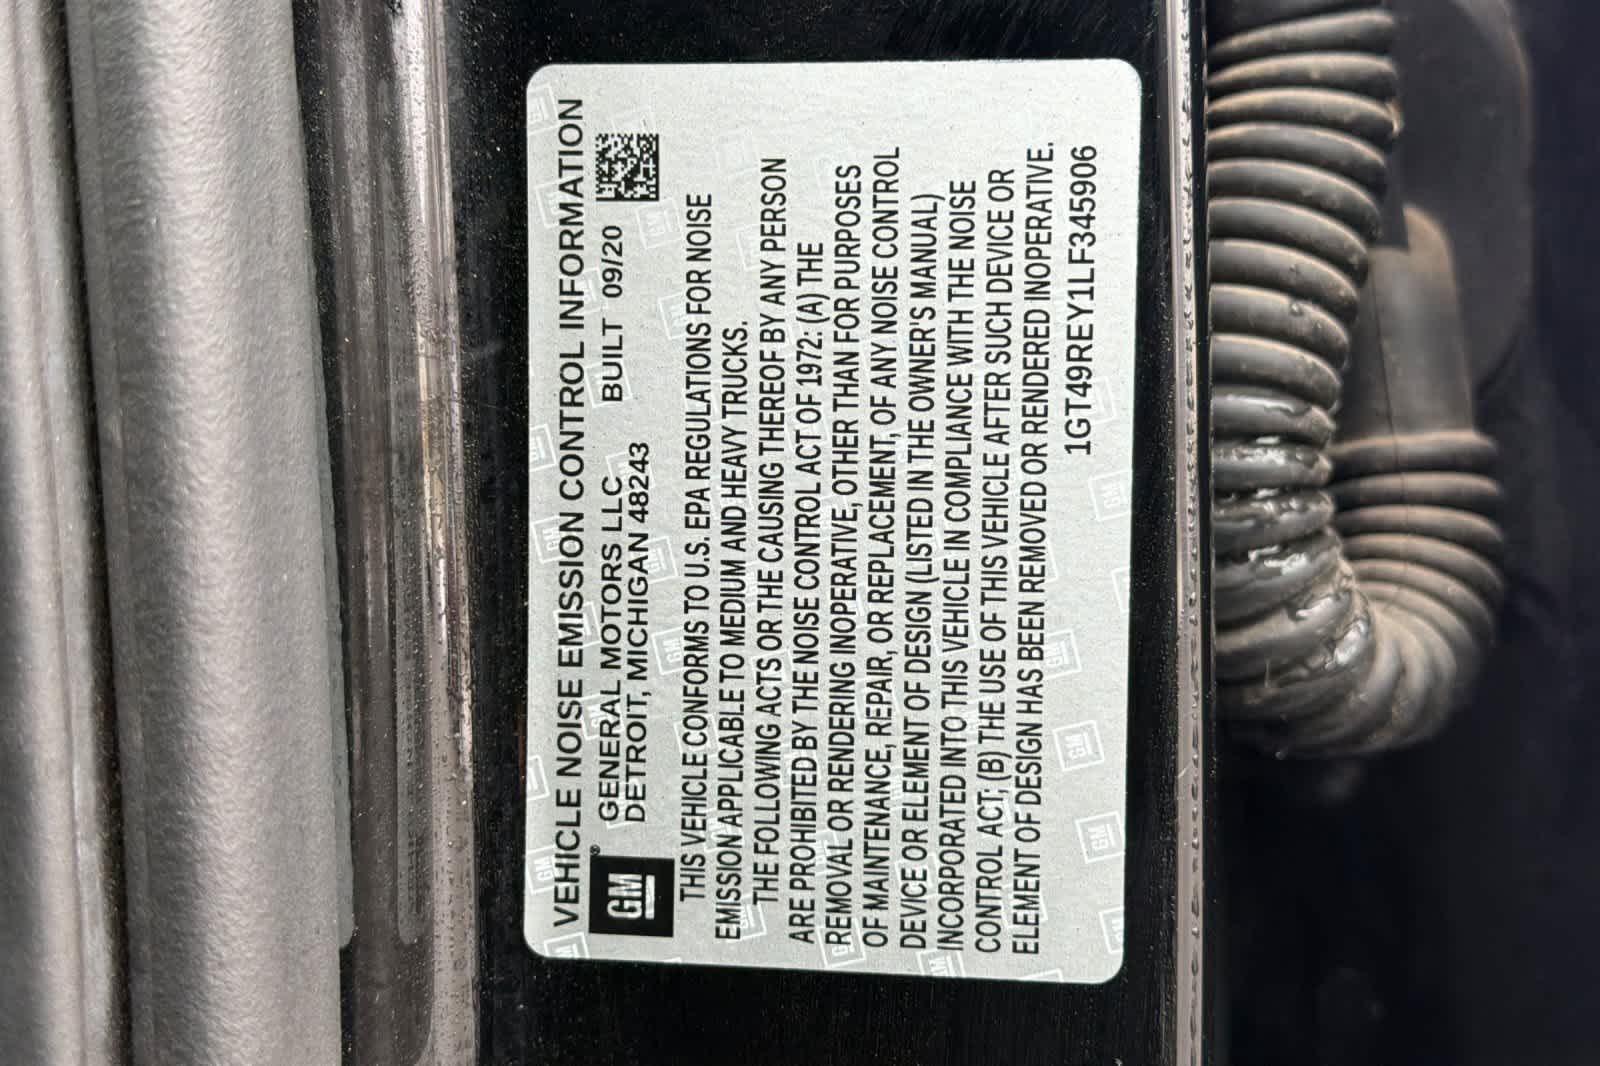 VEHICLE NOISE EMISSION CONTROL INFORMATION
GM®
GENERAL MOTORS LLC BUILT 09/20
DETROIT, MICHIGAN 48243
THIS VEHICLE CONFORMS TO U.S. EPA REGULATIONS FOR NOISE
EMISSION APPLICABLE TO MEDIUM AND HEAVY TRUCKS.
THE FOLLOWING ACTS OR THE CAUSING THEREOF BY ANY PERSON
ARE PROHIBITED BY THE NOISE CONTROL ACT OF 1972: (A) THE
REMOVAL OR RENDERING INOPERATIVE, OTHER THAN FOR PURPOSES
OF MAINTENANCE, REPAIR, OR REPLACEMENT, OF ANY NOISE CONTROL
DEVICE OR ELEMENT OF DESIGN (LISTED IN THE OWNER'S MANUAL)
INCORPORATED INTO THIS VEHICLE IN COMPLIANCE WITH THE NOISE
CONTROL ACT; (B) THE USE OF THIS VEHICLE AFTER SUCH DEVICE OR
ELEMENT OF DESIGN HAS BEEN REMOVED OR RENDERED INOPERATIVE.
1GT49REY1LF345906